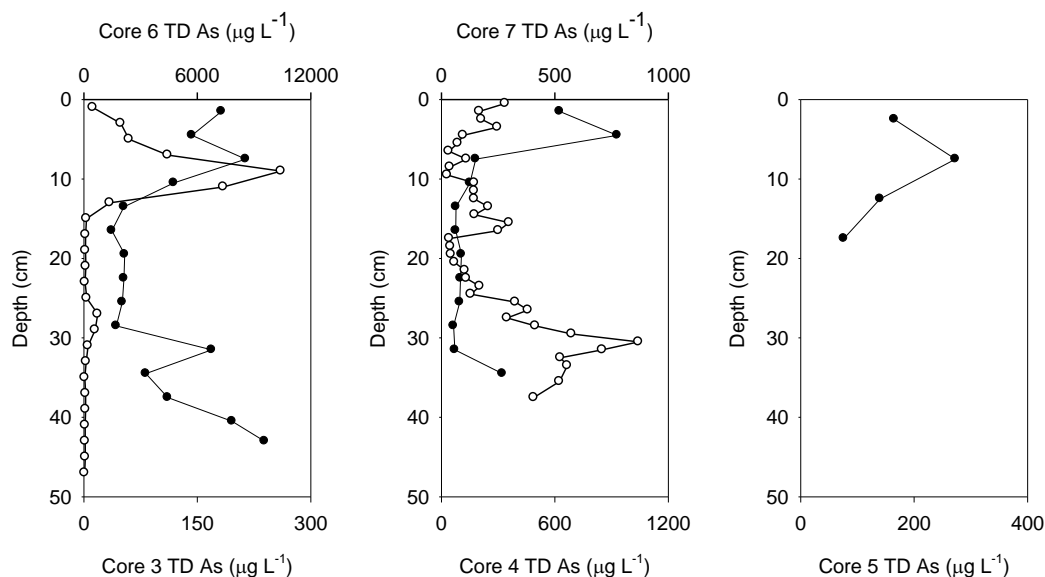 Core 6 TD As (μg L⁻¹)
Core 7 TD As (μg L⁻¹)
0 6000 12000
0 500 1000
0
10
20
30
40
50
Depth (cm)
0
10
20
30
40
50
Depth (cm)
0
10
20
30
40
50
Depth (cm)
0 150 300
0 600 1200
0 200 400
Core 3 TD As (μg L⁻¹)
Core 4 TD As (μg L⁻¹)
Core 5 TD As (μg L⁻¹)